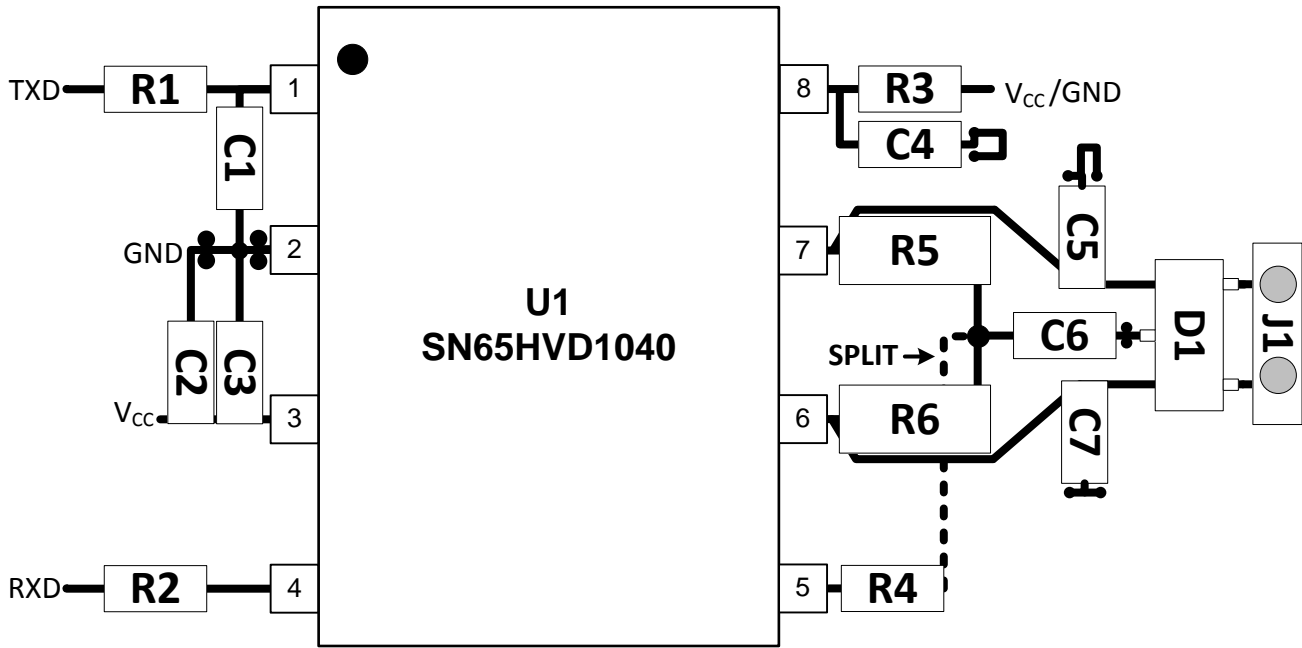 TXD
R1
1
C1
GND
2
C2
C3
VCC
3
RXD
R2
4
U1
SN65HVD1040
8
R3
VCC/GND
C4
7
R5
C5
SPLIT
C6
D1
J1
6
R6
C7
5
R4